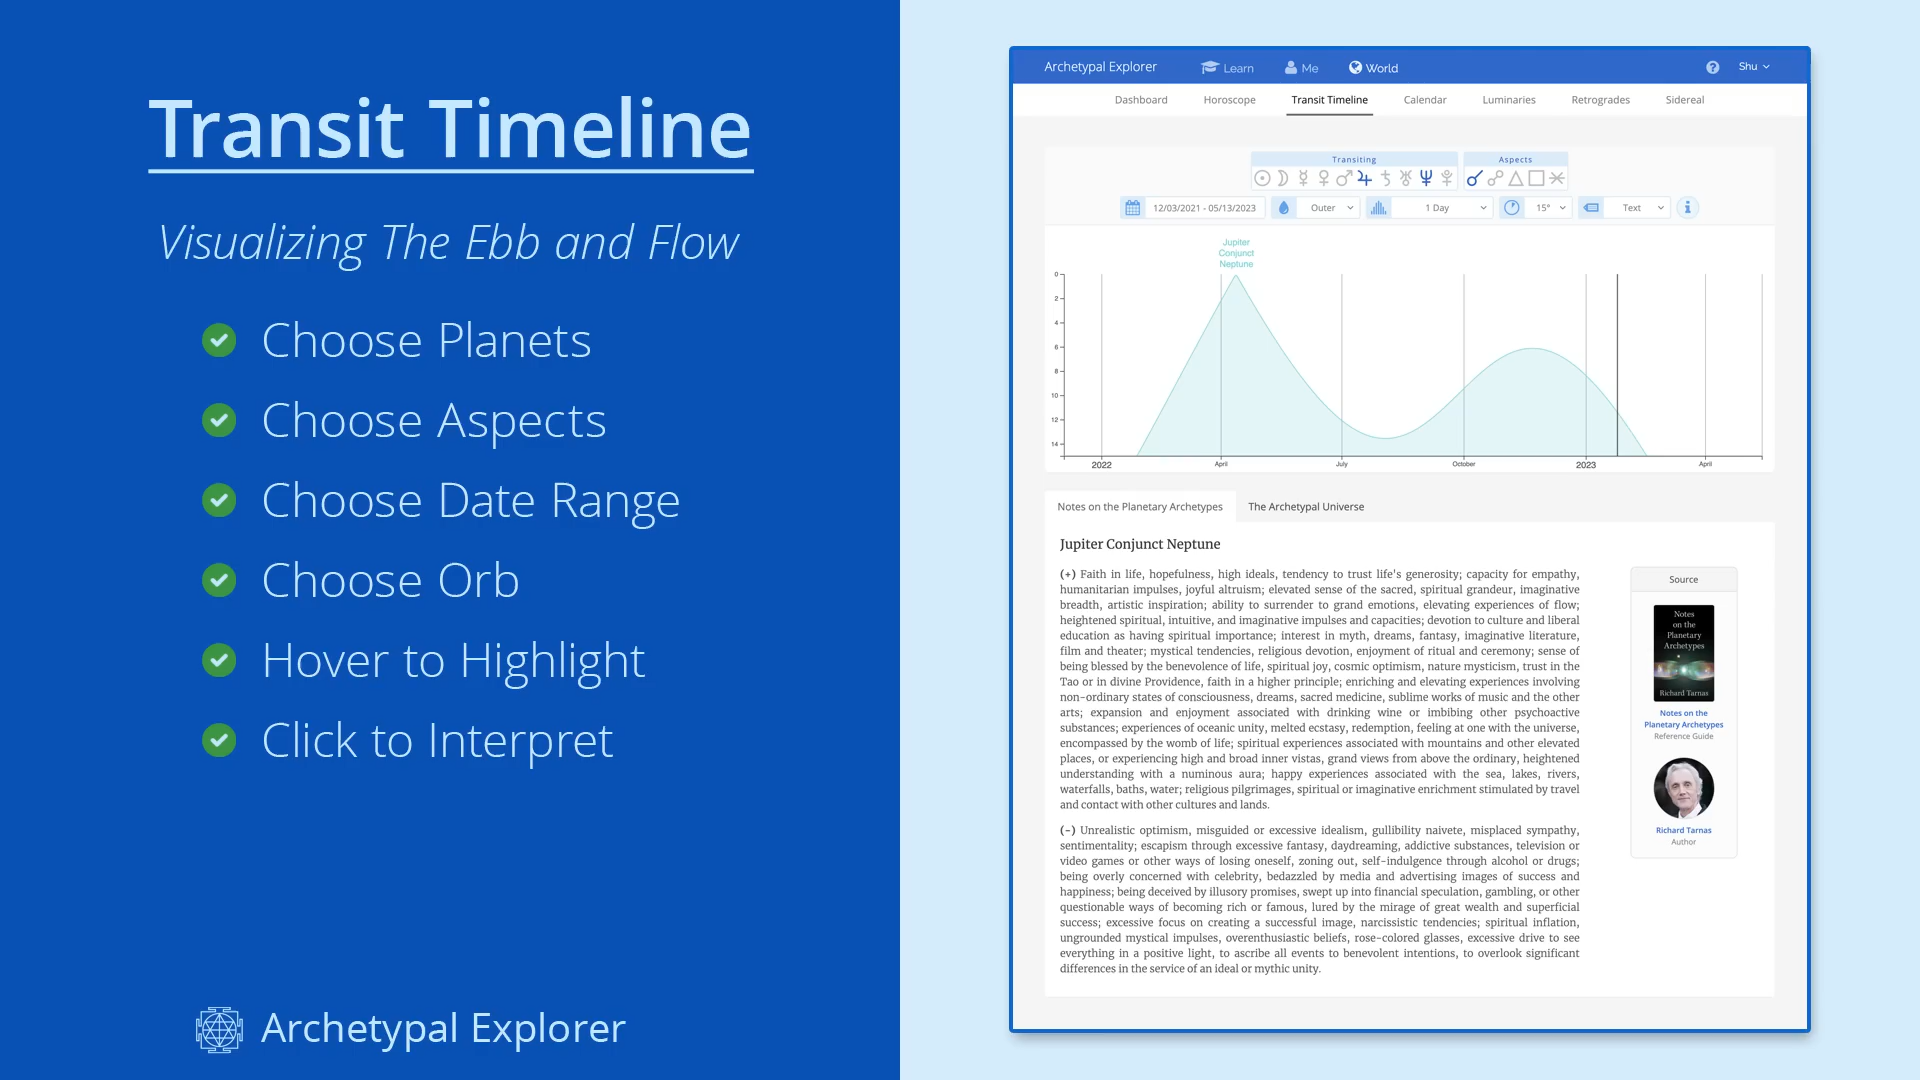 Transit Timeline
Visualizing The Ebb and Flow
Choose Planets
Choose Aspects
Choose Date Range
Choose Orb
Hover to Highlight
Click to Interpret
Archetypal Explorer
Archetypal Explorer
Learn
Me
World
Shu
Dashboard
Horoscope
Transit Timeline
Calendar
Luminaries
Retrogrades
Sidereal
Transiting
Aspects
12/03/2021 - 05/13/2023
Outer
1 Day
15°
Text
Jupiter
Conjunct
Neptune
0
2
4
6
8
10
12
14
2022
April
July
October
2023
April
Notes on the Planetary Archetypes
The Archetypal Universe
Jupiter Conjunct Neptune
(+) Faith in life, hopefulness, high ideals, tendency to trust life's generosity; capacity for empathy,
humanitarian impulses, joyful altruism; elevated sense of the sacred, spiritual grandeur, imaginative
breadth, artistic inspiration; ability to surrender to grand emotions, elevating experiences of flow;
heightened spiritual, intuitive, and imaginative impulses and capacities; devotion to culture and liberal
education as having spiritual importance; interest in myth, dreams, fantasy, imaginative literature,
film and theater; mystical tendencies, religious devotion, enjoyment of ritual and ceremony; sense of
being blessed by the benevolence of life, spiritual joy, cosmic optimism, nature mysticism, trust in the
Tao or in divine Providence, faith in a higher principle; enriching and elevating experiences involving
non-ordinary states of consciousness, dreams, sacred medicine, sublime works of music and the other
arts; expansion and enjoyment associated with drinking wine or imbibing other psychoactive
substances; experiences of oceanic unity, melted ecstasy, redemption, feeling at one with the universe,
encompassed by the womb of life; spiritual experiences associated with mountains and other elevated
places, or experiencing high and broad inner vistas, grand views from above the ordinary, heightened
understanding with a numinous aura; happy experiences associated with the sea, lakes, rivers,
waterfalls, baths, water; religious pilgrimages, spiritual or imaginative enrichment stimulated by travel
and contact with other cultures and lands.
(–) Unrealistic optimism, misguided or excessive idealism, gullibility naivete, misplaced sympathy,
sentimentality; escapism through excessive fantasy, daydreaming, addictive substances, television or
video games or other ways of losing oneself, zoning out, self-indulgence through alcohol or drugs;
being overly concerned with celebrity, bedazzled by media and advertising images of success and
happiness; being deceived by illusory promises, swept up into financial speculation, gambling, or other
questionable ways of becoming rich or famous, lured by the mirage of great wealth and superficial
success; excessive focus on creating a successful image, narcissistic tendencies; spiritual inflation,
ungrounded mystical impulses, overenthusiastic beliefs, rose-colored glasses, excessive drive to see
everything in a positive light, to ascribe all events to benevolent intentions, to overlook significant
differences in the service of an ideal or mythic unity.
Source
Notes
on the
Planetary
Archetypes
Richard Tarnas
Notes on the
Planetary Archetypes
Reference Guide
Richard Tarnas
Author